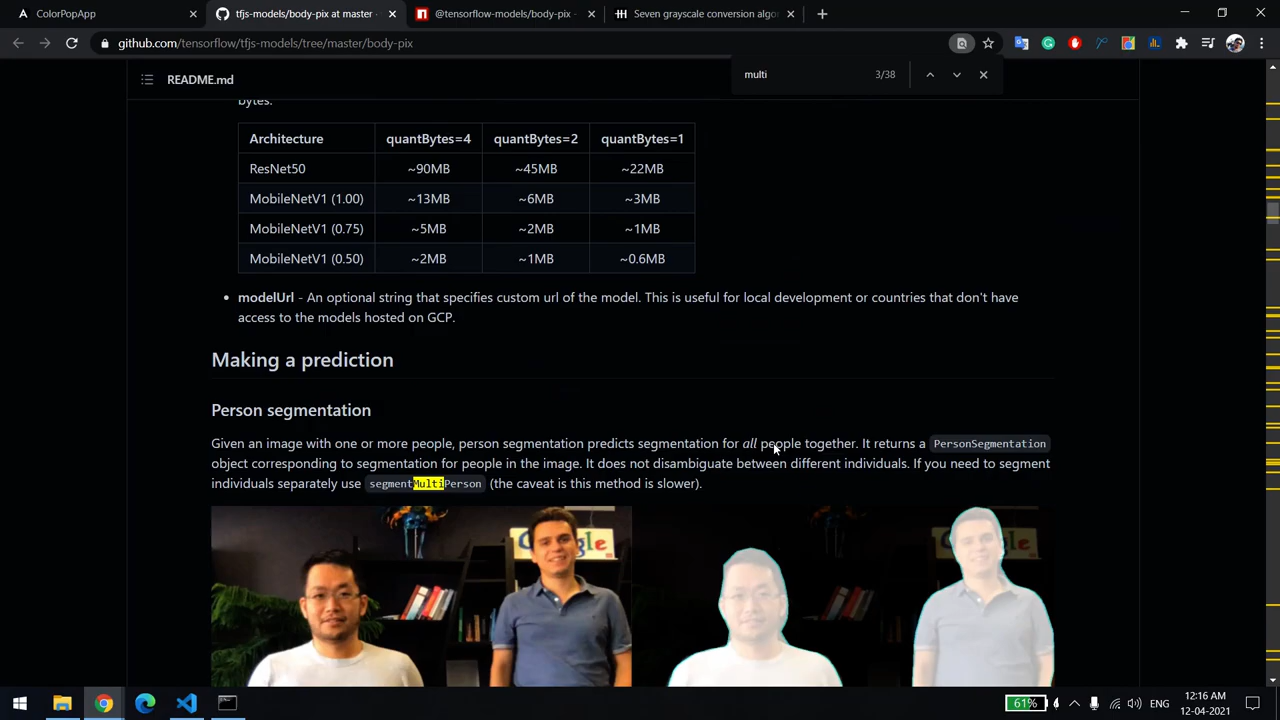 ColorPopApp
tfjs-models/body-pix at master ·
@tensorflow-models/body-pix -
Seven grayscale conversion algo
github.com/tensorflow/tfjs-models/tree/master/body-pix
multi
3/38
README.md
bytes.
Architecture quantBytes=4 quantBytes=2 quantBytes=1
ResNet50 ~90MB ~45MB ~22MB
MobileNetV1 (1.00) ~13MB ~6MB ~3MB
MobileNetV1 (0.75) ~5MB ~2MB ~1MB
MobileNetV1 (0.50) ~2MB ~1MB ~0.6MB
modelUrl - An optional string that specifies custom url of the model. This is useful for local development or countries that don't have
access to the models hosted on GCP.
Making a prediction
Person segmentation
Given an image with one or more people, person segmentation predicts segmentation for all people together. It returns a PersonSegmentation
object corresponding to segmentation for people in the image. It does not disambiguate between different individuals. If you need to segment
individuals separately use segmentMultiPerson (the caveat is this method is slower).
61%
ENG
12:16 AM
12-04-2021